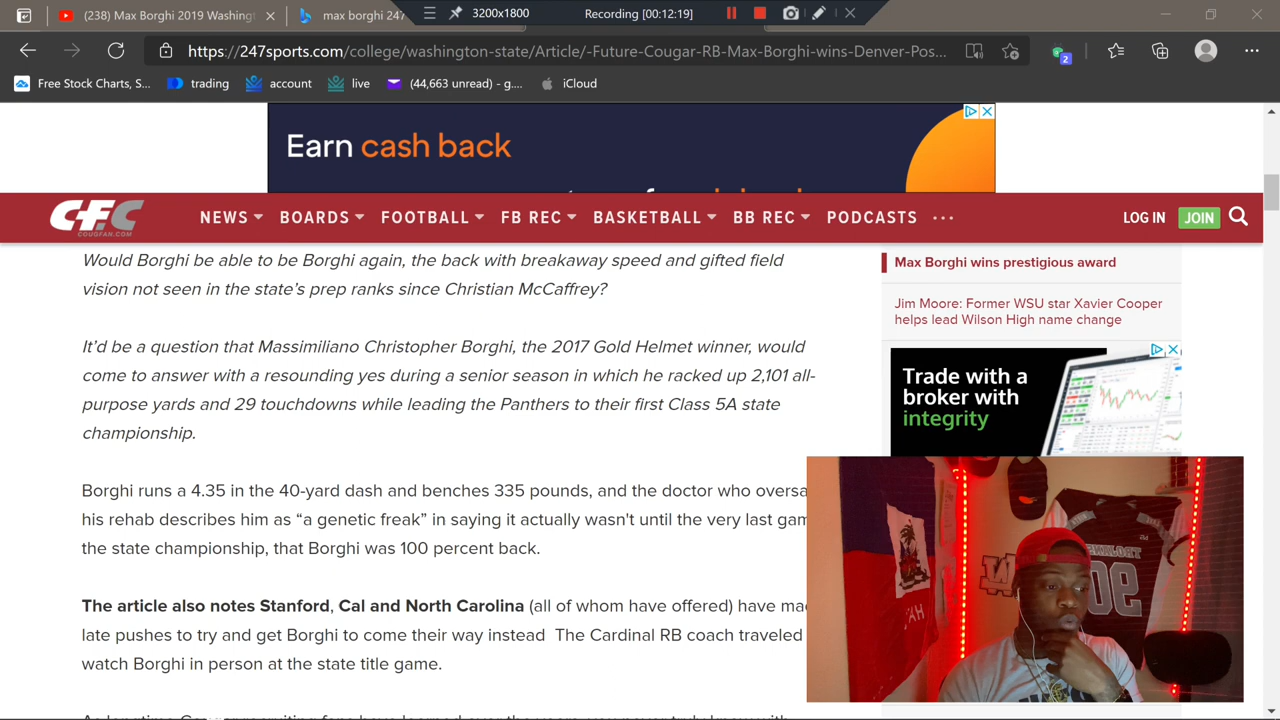 (238) Max Borghi 2019 Washingt
max borghi 247
3200x1800
Recording [00:12:19]
https://247sports.com/college/washington-state/Article/-Future-Cougar-RB-Max-Borghi-wins-Denver-Pos...
2
Free Stock Charts, S...
trading
account
live
(44,663 unread) - g....
iCloud
Earn cash back
CFC
COUGFAN.COM
NEWS
BOARDS
FOOTBALL
FB REC
BASKETBALL
BB REC
PODCASTS
...
LOG IN
JOIN
Would Borghi be able to be Borghi again, the back with breakaway speed and gifted field
vision not seen in the state's prep ranks since Christian McCaffrey?
It'd be a question that Massimiliano Christopher Borghi, the 2017 Gold Helmet winner, would
come to answer with a resounding yes during a senior season in which he racked up 2,101 all-
purpose yards and 29 touchdowns while leading the Panthers to their first Class 5A state
championship.
Borghi runs a 4.35 in the 40-yard dash and benches 335 pounds, and the doctor who oversa
his rehab describes him as “a genetic freak” in saying it actually wasn't until the very last gam
the state championship, that Borghi was 100 percent back.
The article also notes Stanford, Cal and North Carolina (all of whom have offered) have ma
late pushes to try and get Borghi to come their way instead The Cardinal RB coach traveled
watch Borghi in person at the state title game.
Max Borghi wins prestigious award
Jim Moore: Former WSU star Xavier Cooper
helps lead Wilson High name change
Trade with a
broker with
integrity
90